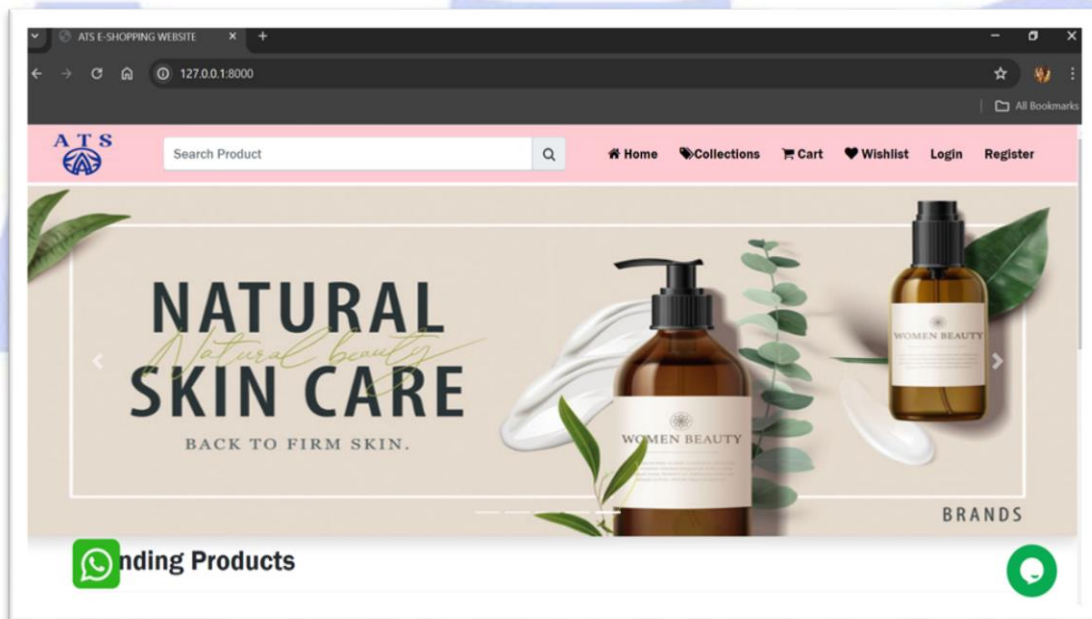 ATS E-SHOPPING WEBSITE
127.0.0.1:8000
All Bookmarks
ATS
Search Product
Home Collections Cart Wishlist Login Register
NATURAL
Natural beauty
SKIN CARE
BACK TO FIRM SKIN.
WOMEN BEAUTY
WOMEN BEAUTY
BRANDS
nding Products